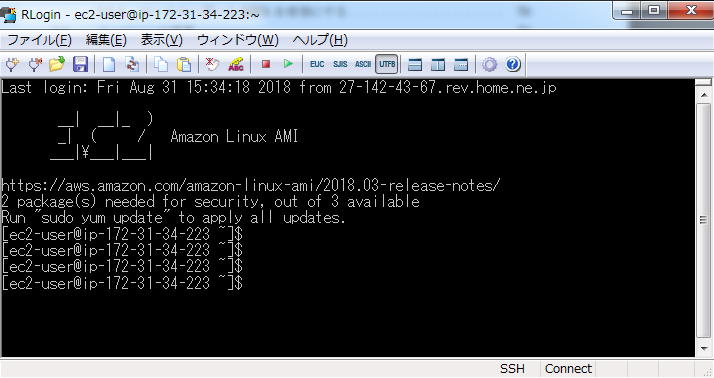 RLogin - ec2-user@ip-172-31-34-223:~
ファイル(F) 編集(E) 表示(V) ウィンドウ(W) ヘルプ(H)
EUC SJIS ASCII UTF8
Last login: Fri Aug 31 15:34:18 2018 from 27-142-43-67.rev.home.ne.jp
__|  __|_  )
_|  (     /   Amazon Linux AMI
___|\___|___|
https://aws.amazon.com/amazon-linux-ami/2018.03-release-notes/
2 package(s) needed for security, out of 3 available
Run "sudo yum update" to apply all updates.
[ec2-user@ip-172-31-34-223 ~]$
[ec2-user@ip-172-31-34-223 ~]$
[ec2-user@ip-172-31-34-223 ~]$
[ec2-user@ip-172-31-34-223 ~]$
SSH Connect